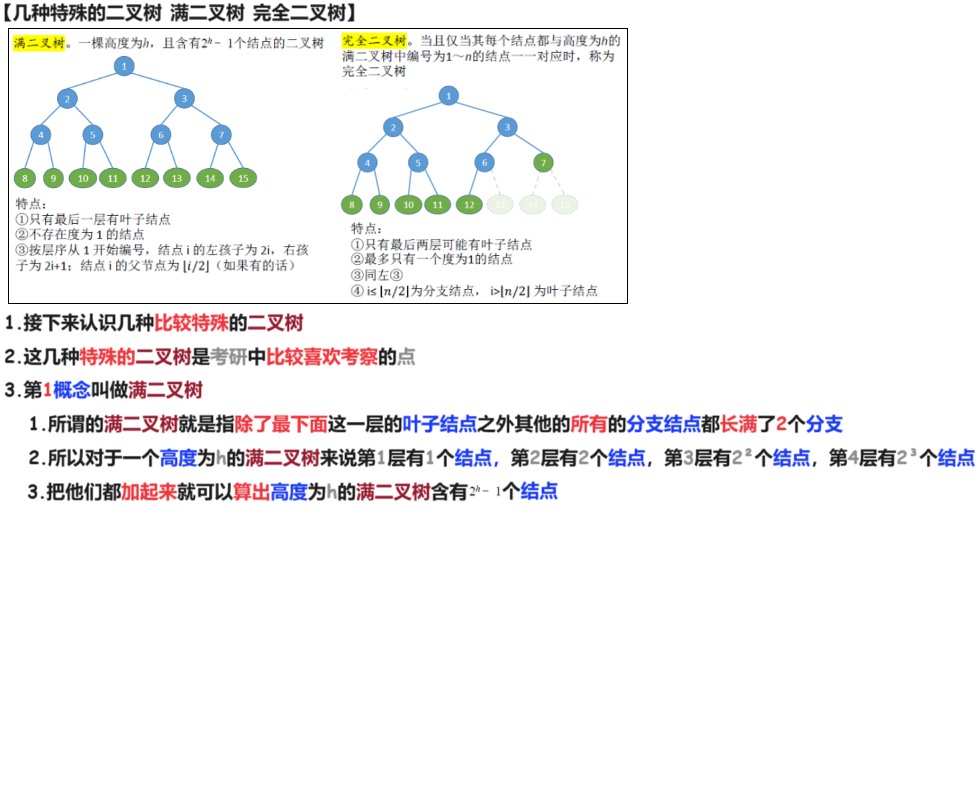 【几种特殊的二叉树 满二叉树 完全二叉树】
满二叉树。一棵高度为h，且含有2ʰ − 1个结点的二叉树
1
2 3
4 5 6 7
8 9 10 11 12 13 14 15
特点：
①只有最后一层有叶子结点
②不存在度为 1 的结点
③按层序从 1 开始编号，结点 i 的左孩子为 2i，右孩
子为 2i+1；结点 i 的父节点为 ⌊i/2⌋（如果有的话）
完全二叉树。当且仅当其每个结点都与高度为h的
满二叉树中编号为1～n的结点一一对应时，称为
完全二叉树
1
2 3
4 5 6 7
8 9 10 11 12 13 14 15
特点：
①只有最后两层可能有叶子结点
②最多只有一个度为1的结点
③同左③
④ i≤ ⌊n/2⌋为分支结点， i>⌊n/2⌋ 为叶子结点
1.接下来认识几种比较特殊的二叉树
2.这几种特殊的二叉树是考研中比较喜欢考察的点
3.第1概念叫做满二叉树
1.所谓的满二叉树就是指除了最下面这一层的叶子结点之外其他的所有的分支结点都长满了2个分支
2.所以对于一个高度为h的满二叉树来说第1层有1个结点，第2层有2个结点，第3层有2²个结点，第4层有2³个结点
3.把他们都加起来就可以算出高度为h的满二叉树含有2ʰ − 1个结点